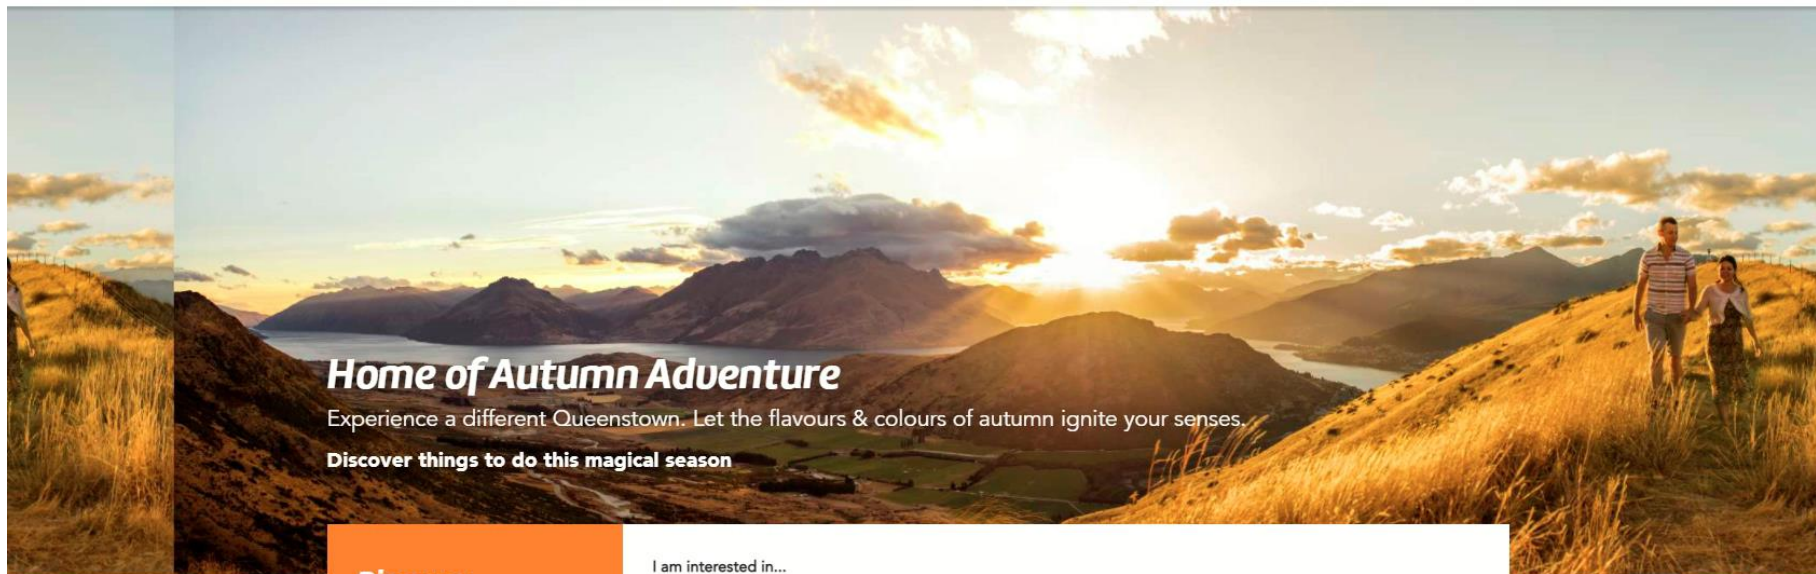 Home of Autumn Adventure
Experience a different Queenstown. Let the flavours & colours of autumn ignite your senses.
Discover things to do this magical season
I am interested in...